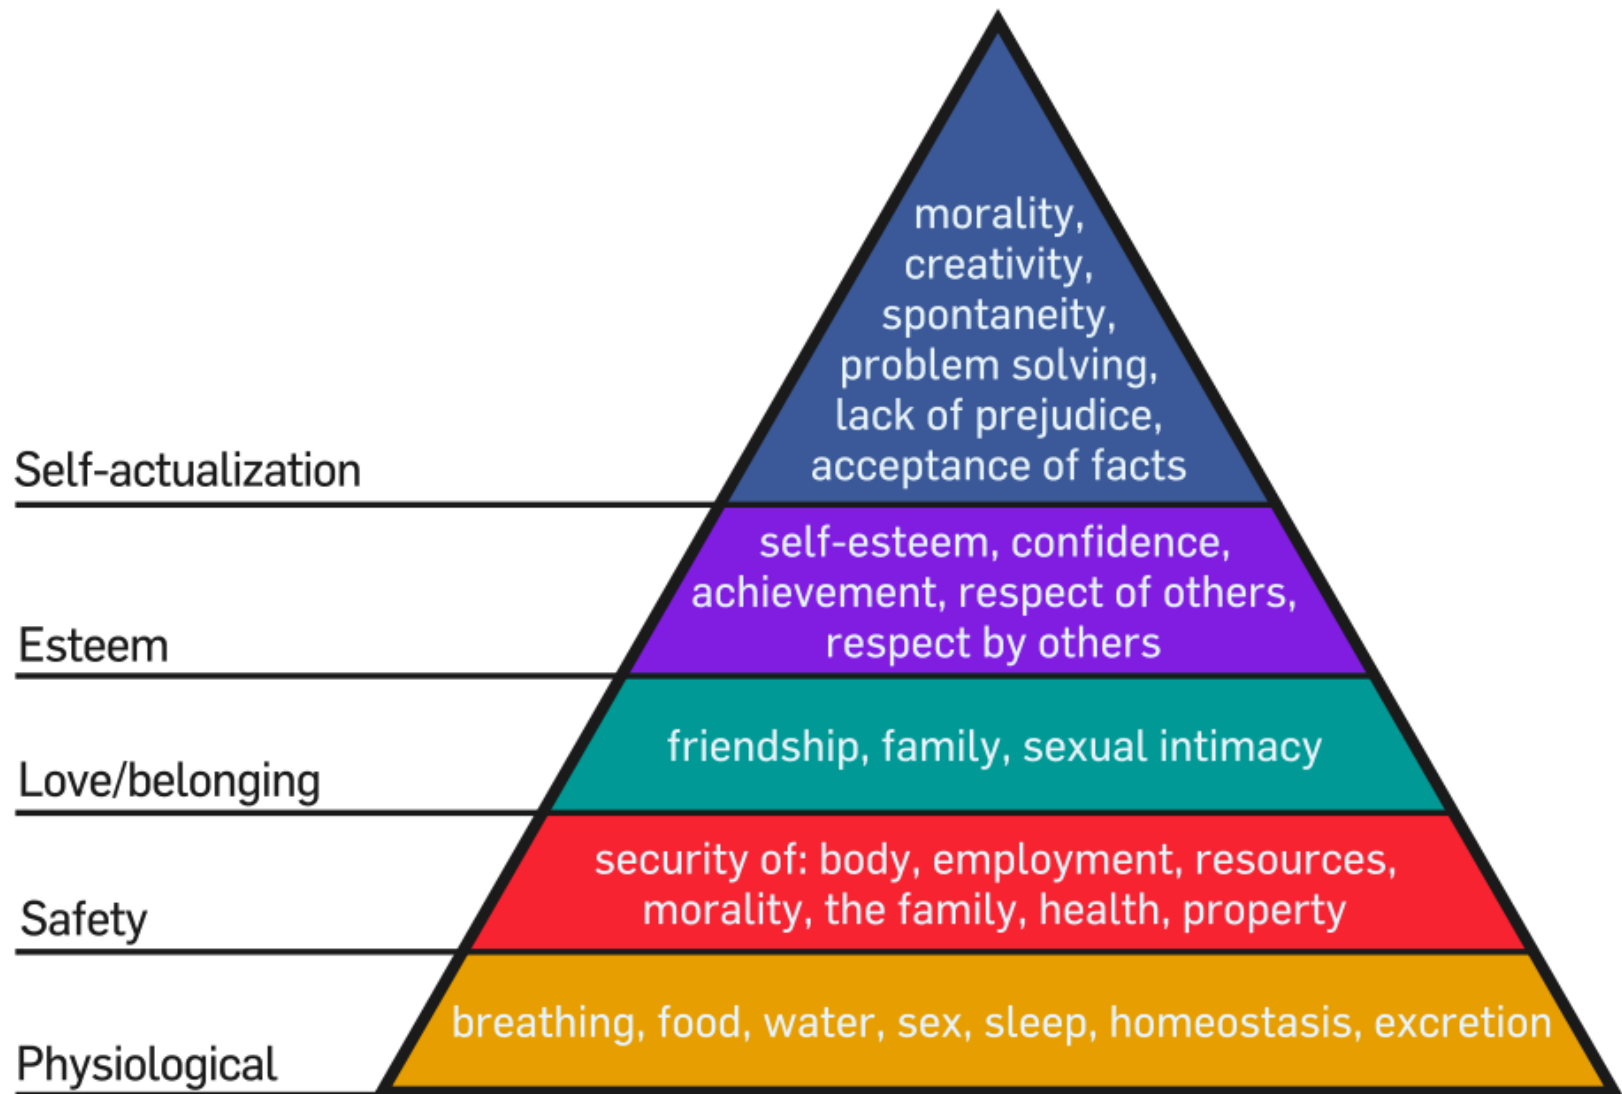 morality,
creativity,
spontaneity,
problem solving,
lack of prejudice,
acceptance of facts
Self-actualization
self-esteem, confidence,
achievement, respect of others,
respect by others
Esteem
friendship, family, sexual intimacy
Love/belonging
security of: body, employment, resources,
morality, the family, health, property
Safety
breathing, food, water, sex, sleep, homeostasis, excretion
Physiological